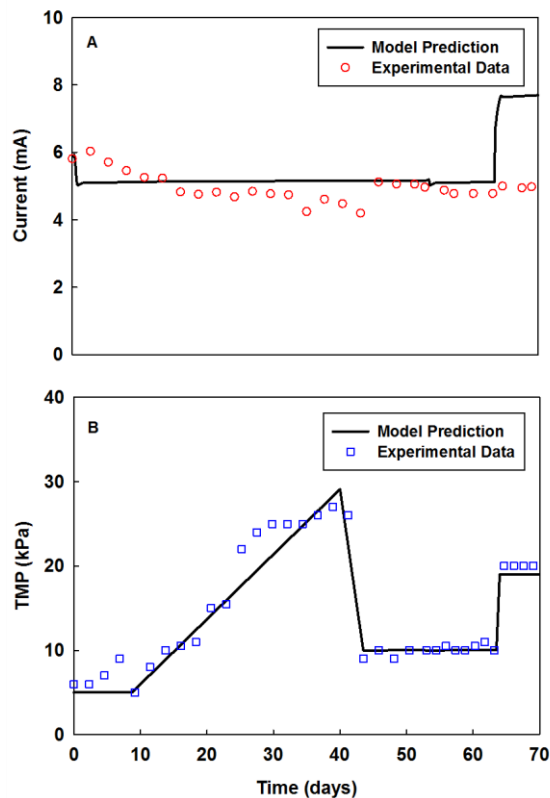 10
A
Model Prediction
Experimental Data
8
6
4
2
0
Current (mA)
40
B
Model Prediction
Experimental Data
30
20
10
0
TMP (kPa)
0 10 20 30 40 50 60 70
Time (days)